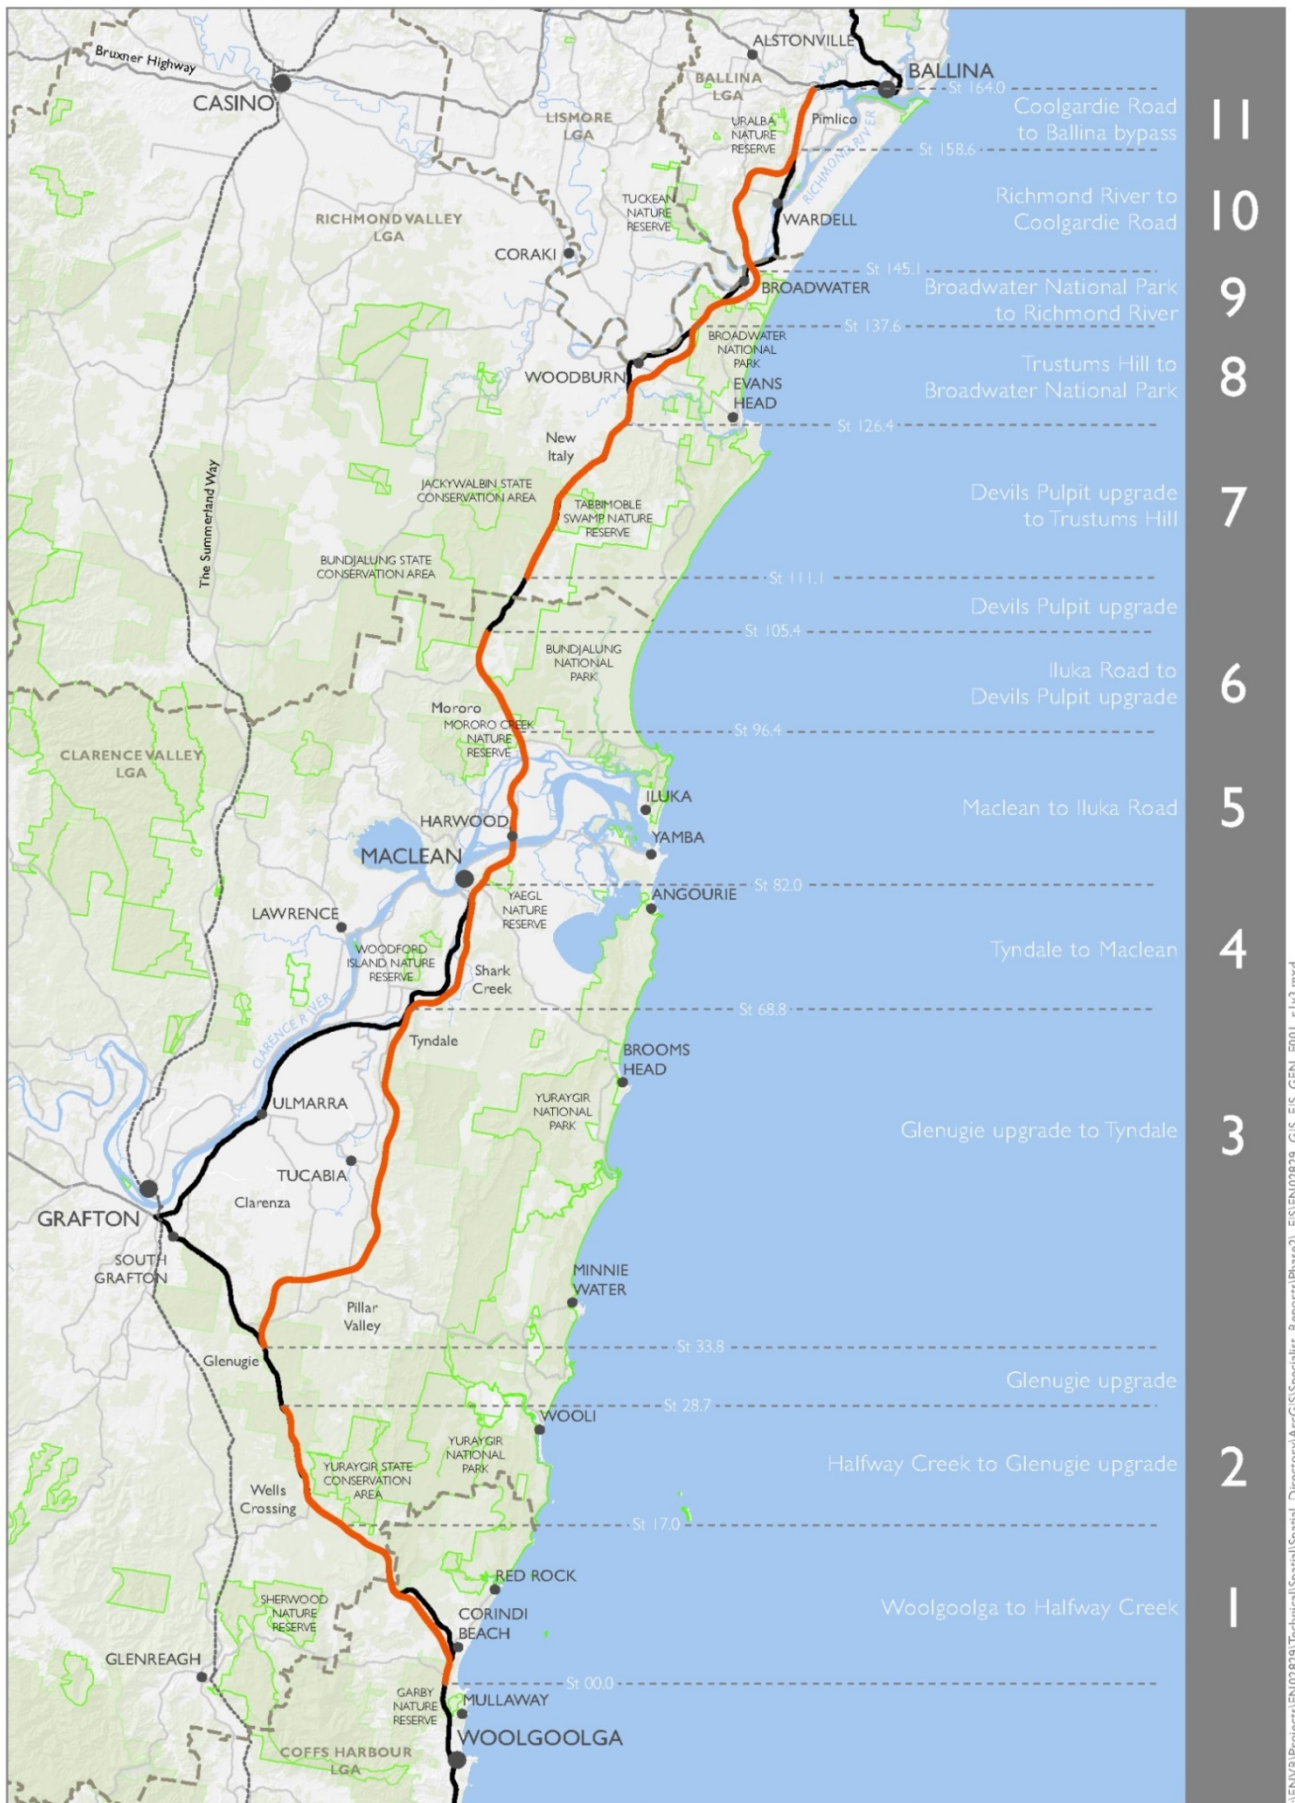 ALSTONVILLE
Bruxner Highway
BALLINA
BALLINA
LGA
St 164.0
CASINO
Coolgardie Road
to Ballina bypass
11
LISMORE
LGA
URALBA
NATURE
RESERVE
Pimlico
RICHMOND RIVER
St 158.6
TUCKEAN
NATURE
RESERVE
Richmond River to
Coolgardie Road
10
RICHMOND VALLEY
LGA
WARDELL
CORAKI
St 145.1
BROADWATER
Broadwater National Park
to Richmond River
9
St 137.6
BROADWATER
NATIONAL
PARK
WOODBURN
Trustums Hill to
Broadwater National Park
8
EVANS
HEAD
St 126.4
New
Italy
The Summerland Way
JACKYWALBIN STATE
CONSERVATION AREA
TABBIMOBLE
SWAMP NATURE
RESERVE
Devils Pulpit upgrade
to Trustums Hill
7
BUNDJALUNG STATE
CONSERVATION AREA
St 111.1
Devils Pulpit upgrade
St 105.4
BUNDJALUNG
NATIONAL
PARK
Iluka Road to
Devils Pulpit upgrade
6
Mororo
MORORO CREEK
NATURE
RESERVE
St 96.4
CLARENCE VALLEY
LGA
ILUKA
Maclean to Iluka Road
5
HARWOOD
YAMBA
MACLEAN
St 82.0
YAEGL
NATURE
RESERVE
ANGOURIE
LAWRENCE
WOODFORD
ISLAND NATURE
RESERVE
Tyndale to Maclean
4
Shark
Creek
St 68.8
CLARENCE RIVER
Tyndale
BROOMS
HEAD
ULMARRA
YURAYGIR
NATIONAL
PARK
Glenugie upgrade to Tyndale
3
TUCABIA
Clarenza
GRAFTON
SOUTH
GRAFTON
MINNIE
WATER
Pillar
Valley
St 33.8
Glenugie
Glenugie upgrade
St 28.7
WOOLI
YURAYGIR
NATIONAL
PARK
YURAYGIR STATE
CONSERVATION
AREA
Halfway Creek to Glenugie upgrade
2
Wells
Crossing
St 17.0
RED ROCK
SHERWOOD
NATURE
RESERVE
CORINDI
BEACH
Woolgoolga to Halfway Creek
1
GLENREAGH
St 00.0
GARBY
NATURE
RESERVE
MULLAWAY
WOOLGOOLGA
COFFS HARBOUR
LGA